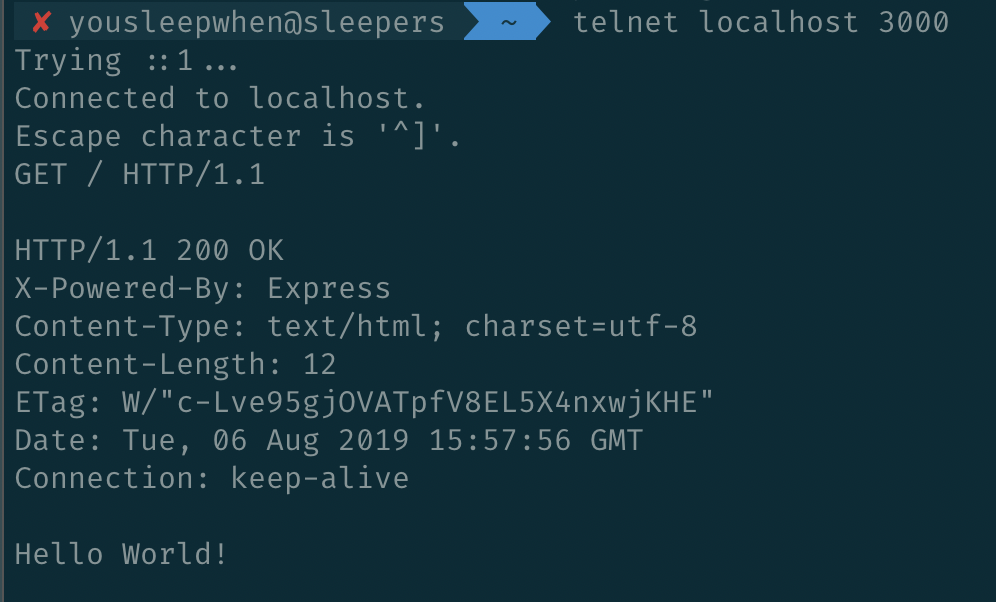 ✘ yousleepwhen@sleepers ~ telnet localhost 3000
Trying ::1...
Connected to localhost.
Escape character is '^]'.
GET / HTTP/1.1
HTTP/1.1 200 OK
X-Powered-By: Express
Content-Type: text/html; charset=utf-8
Content-Length: 12
ETag: W/"c-Lve95gjOVATpfV8EL5X4nxwjKHE"
Date: Tue, 06 Aug 2019 15:57:56 GMT
Connection: keep-alive
Hello World!